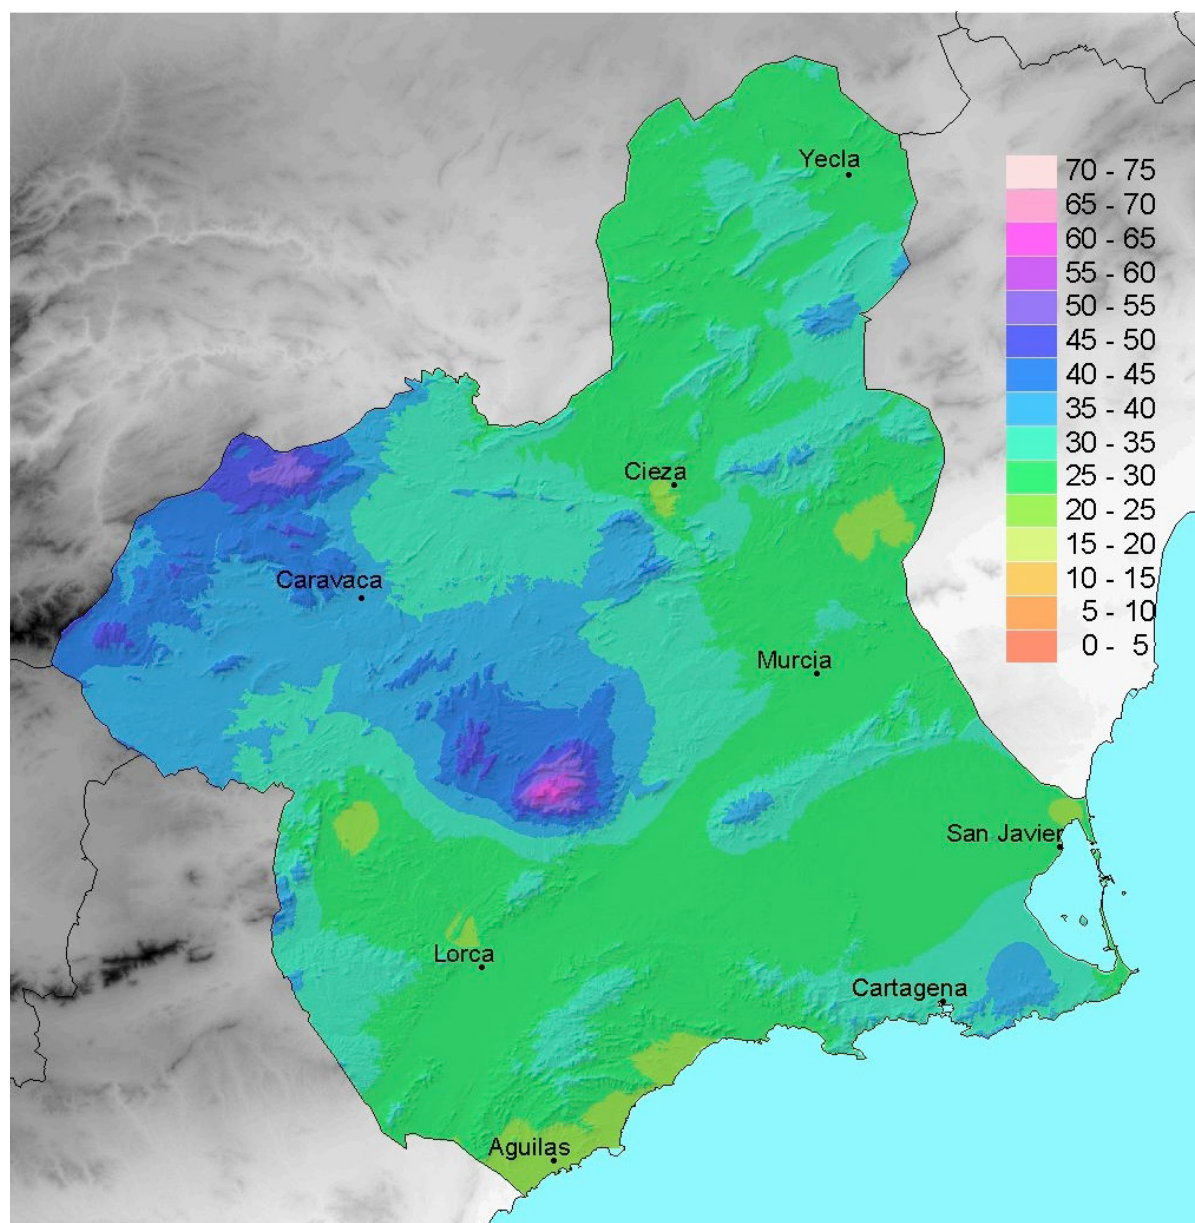 Yecla
70 - 75
65 - 70
60 - 65
55 - 60
50 - 55
45 - 50
40 - 45
35 - 40
30 - 35
25 - 30
20 - 25
15 - 20
10 - 15
5 - 10
0 - 5
Cieza
Caravaca
Murcia
San Javier
Lorca
Cartagena
Aguilas